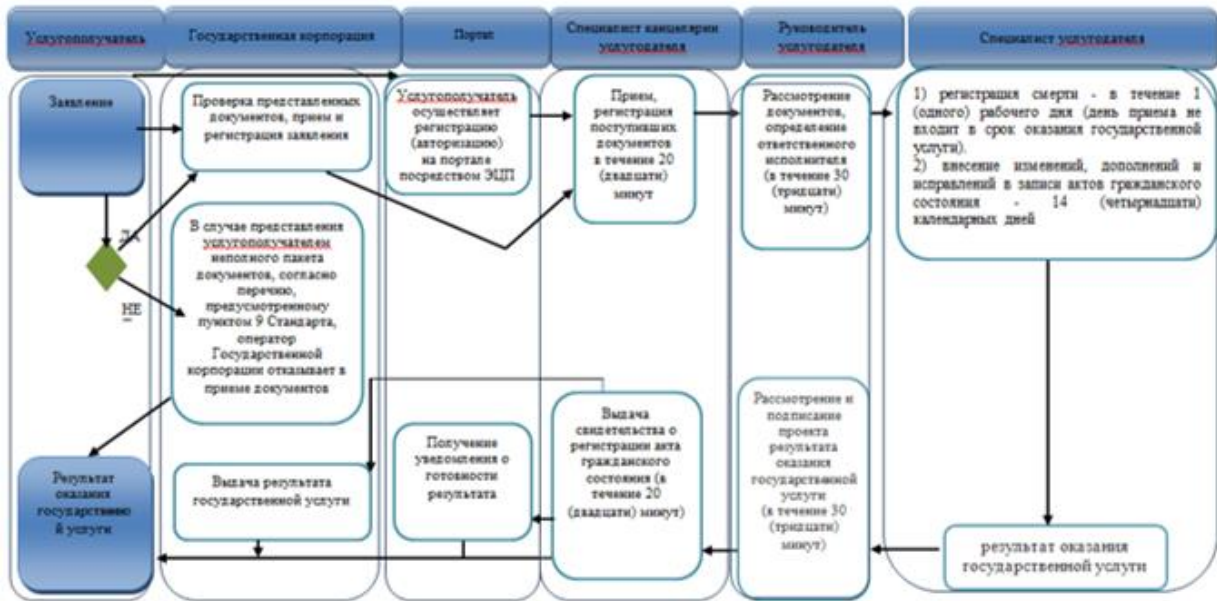 Услугополучатель
Государственная корпорация
Портал
Специалист канцелярии
услугодателя
Руководитель
услугодателя
Специалист услугодателя
Заявление
Проверка представленных
документов, прием и
регистрация заявления
Услугополучатель
осуществляет
регистрацию
(авторизацию)
на портале
посредством ЭЦП
Прием,
регистрация
поступивших
документов
в течение 20
(двадцати)
минут
Рассмотрение
документов,
определение
ответственного
исполнителя
(в течение 30
(тридцати)
минут)
1) регистрация смерти - в течение 1
(одного) рабочего дня (день приема не
входит в срок оказания государственной
услуги).
2) внесение изменений, дополнений и
исправлений в записи актов гражданского
состояния - 14 (четырнадцати)
календарных дней
ДА
НЕ
В случае представления
услугополучателем
неполного пакета
документов, согласно
перечню,
предусмотренному
пунктом 9 Стандарта,
оператор
Государственной
корпорации отказывает в
приеме документов
Результат
оказания
государственно
й услуги
Выдача результата
государственной услуги
Получение
уведомления о
готовности
результата
Выдача
свидетельства о
регистрации акта
гражданского
состояния (в
течение 20
(двадцати) минут)
Рассмотрение и
подписание
проекта
результата
оказания
государственной
услуги
(в течение 30
(тридцати)
минут)
результат оказания
государственной услуги